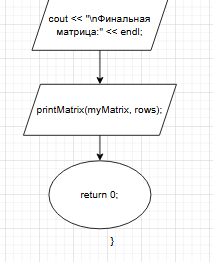 cout << "\nФинальная
матрица:" << endl;
printMatrix(myMatrix, rows);
return 0;
}